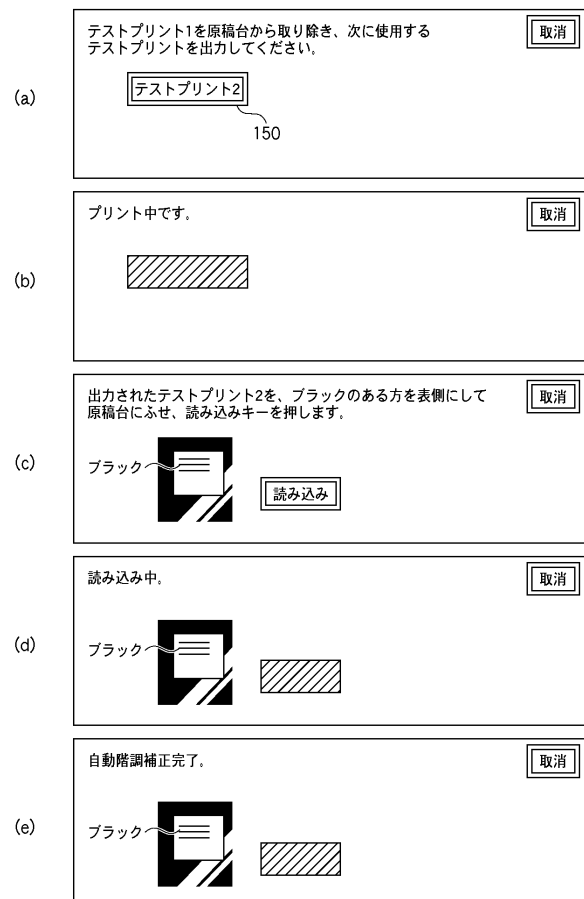 テストプリント1を原稿台から取り除き、次に使用する
テストプリントを出力してください。
取消
(a)
テストプリント2
150
プリント中です。
取消
(b)
出力されたテストプリント2を、ブラックのある方を表側にして
原稿台にふせ、読み込みキーを押します。
取消
(c)
ブラック
読み込み
読み込み中。
取消
(d)
ブラック
自動階調補正完了。
取消
(e)
ブラック